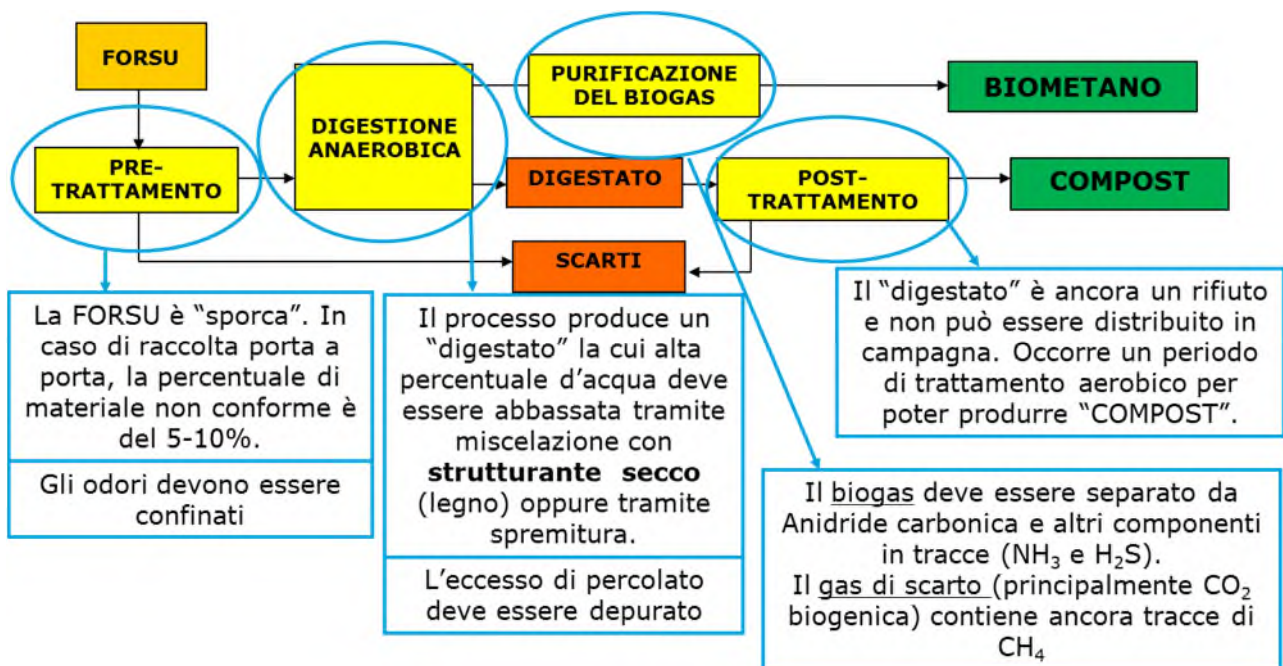 FORSU
PRE-
TRATTAMENTO
DIGESTIONE
ANAEROBICA
PURIFICAZIONE
DEL BIOGAS
BIOMETANO
DIGESTATO
POST-
TRATTAMENTO
COMPOST
SCARTI
La FORSU è “sporca”. In
caso di raccolta porta a
porta, la percentuale di
materiale non conforme è
del 5-10%.
Gli odori devono essere
confinati
Il processo produce un
“digestato” la cui alta
percentuale d’acqua deve
essere abbassata tramite
miscelazione con
strutturante secco
(legno) oppure tramite
spremitura.
L’eccesso di percolato
deve essere depurato
Il “digestato” è ancora un rifiuto
e non può essere distribuito in
campagna. Occorre un periodo
di trattamento aerobico per
poter produrre “COMPOST”.
Il biogas deve essere separato da
Anidride carbonica e altri componenti
in tracce (NH₃ e H₂S).
Il gas di scarto (principalmente CO₂
biogenica) contiene ancora tracce di
CH₄